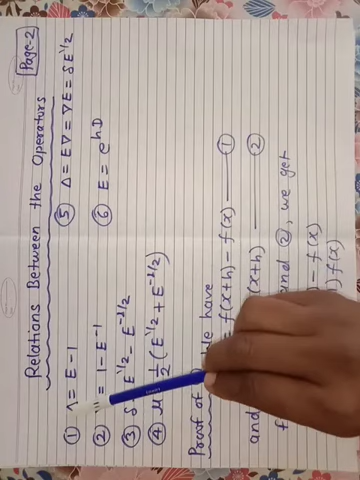 Page-2
Relations Between the Operators
① Δ = E - 1 ⑤ Δ = E∇ = ∇E = δE^1/2
② = 1 - E^-1 ⑥ E = e^hD
③ δ E^1/2 - E^-1/2
④ μ 1/2 (E^1/2 + E^-1/2)
Proof of We have
= f(x+h) - f(x) ①
and (x+h) ②
f and ②, we get
) - f(x)
) f(x)